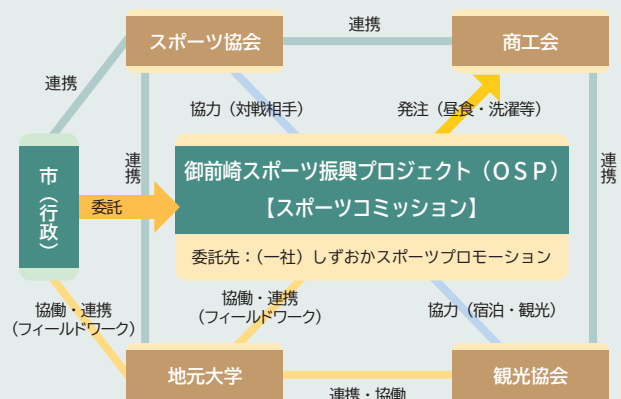 スポーツ協会
連携
商工会
連携
協力（対戦相手）
発注（昼食・洗濯等）
市（行政）
委託
連携
御前崎スポーツ振興プロジェクト（ＯＳＰ）
【スポーツコミッション】
委託先：（一社）しずおかスポーツプロモーション
連携
協働・連携
（フィールドワーク）
協働・連携
（フィールドワーク）
協力（宿泊・観光）
地元大学
連携・協働
観光協会